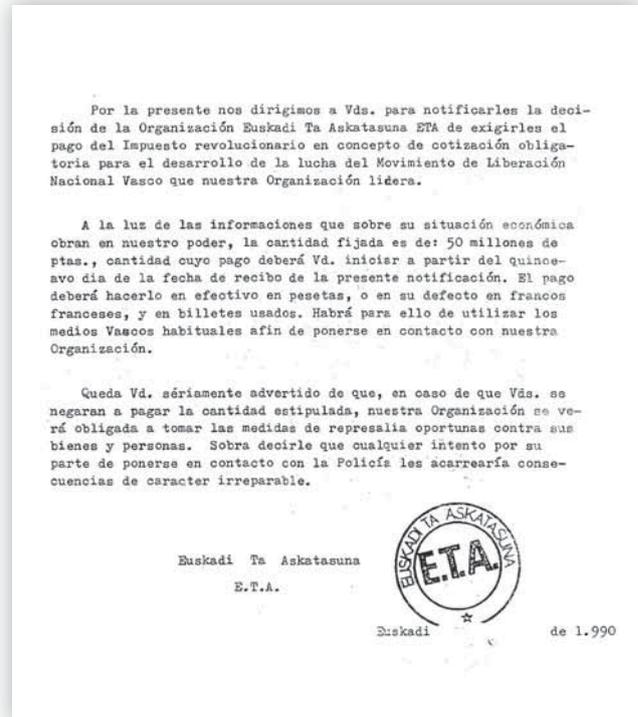 Por la presente nos dirigimos a Vds. para notificarles la deci-
sión de la Organización Euskadi Ta Askatasuna ETA de exigirles el
pago del Impuesto revolucionario en concepto de cotización obliga-
toria para el desarrollo de la lucha del Movimiento de Liberación
Nacional Vasco que nuestra Organización lidera.
A la luz de las informaciones que sobre su situación económica
obran en nuestro poder, la cantidad fijada es de: 50 millones de
ptas., cantidad cuyo pago deberá Vd. iniciar a partir del quince-
avo dia de la fecha de recibo de la presente notificación. El pago
deberá hacerlo en efectivo en pesetas, o en su defecto en francos
franceses, y en billetes usados. Habrá para ello de utilizar los
medios Vascos habituales afin de ponerse en contacto con nuestra
Organización.
Queda Vd. sériamente advertido de que, en caso de que Vds. se
negaran a pagar la cantidad estipulada, nuestra Organización se ve-
rá obligada a tomar las medidas de represalia oportunas contra sus
bienes y personas. Sobra decirle que cualquier intento por su
parte de ponerse en contacto con la Policía les acarrearía conse-
cuencias de caracter irreparable.
Euskadi Ta Askatasuna
E.T.A.
EUSKADI TA ASKATASUNA
E.T.A.
Euskadi de 1.990